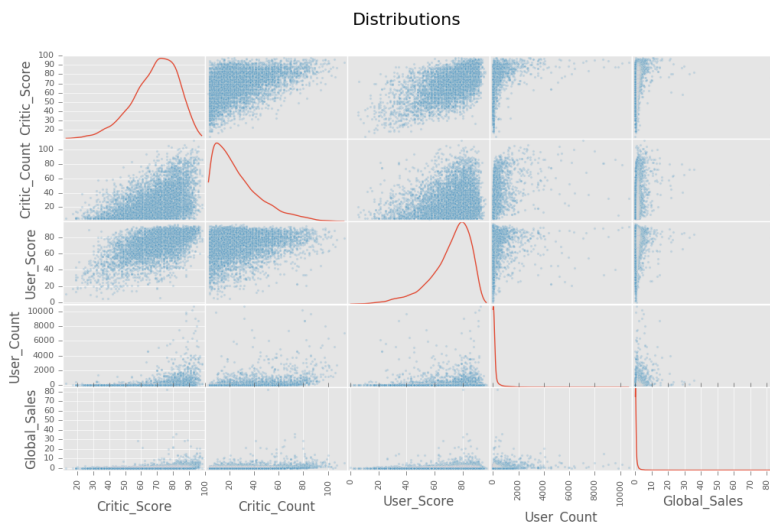 Distributions
Critic_Score
100
90
80
70
60
50
40
30
20
Critic_Count
100
80
60
40
20
User_Score
80
60
40
20
0
User_Count
10000
8000
6000
4000
2000
0
Global_Sales
80
70
60
50
40
30
20
10
0
20 30 40 50 60 70 80 90 100
20 40 60 80 100
0 20 40 60 80
0 2000 4000 6000 8000 10000
0 10 20 30 40 50 60 70 80
Critic_Score
Critic_Count
User_Score
User_Count
Global_Sales